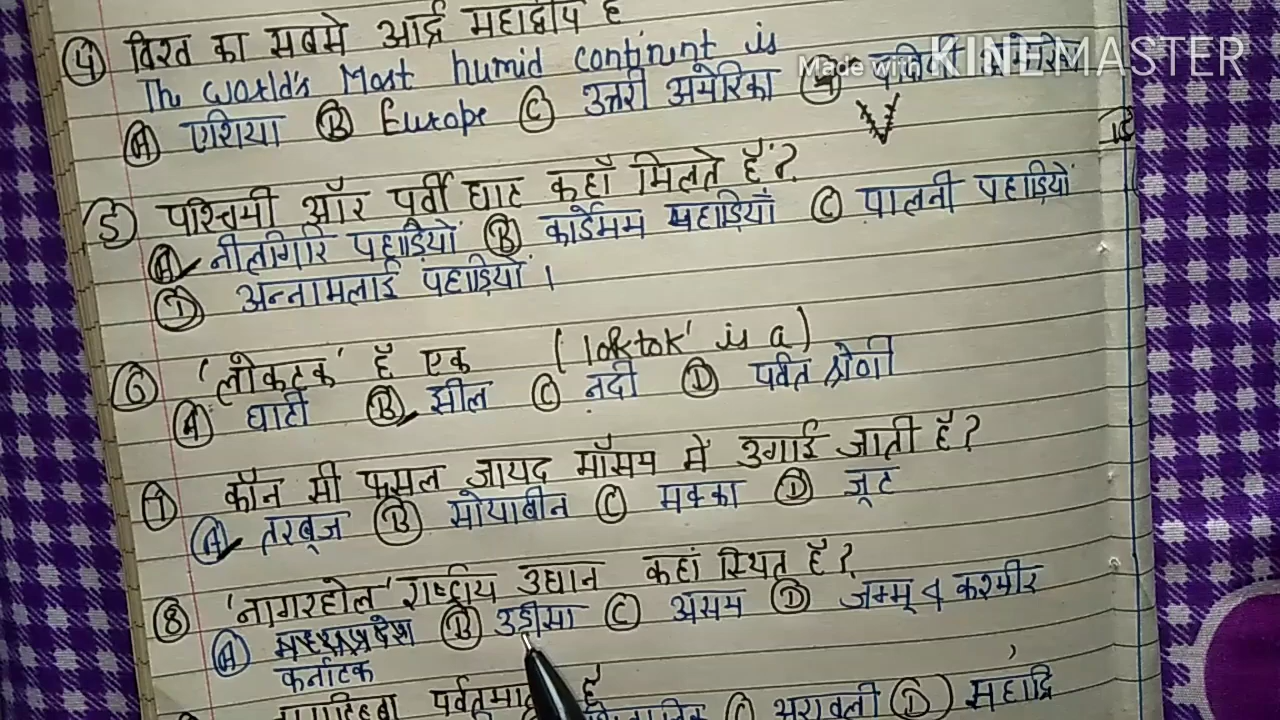 4 विश्व का सबसे आर्द्र महाद्वीप है
The world's Most humid continent is
A एशिया B Europe C उत्तरी अमेरिका
Made with KINEMASTER
5 पश्चिमी और पूर्वी घाट कहाँ मिलते हैं?
A नीलगिरि पहाड़ियों B कार्डेमम पहाड़ियाँ C पालनी पहाड़ियों
D अन्नामलाई पहाड़ियों ।
6 'लोकटक' है एक (loktok' is a)
A घाटी B झील C नदी D पर्वत श्रेणी
7 कौन सी फसल जायद मौसम में उगाई जाती है?
A तरबूज B सोयाबीन C मक्का D जूट
8 'नागरहोल' राष्ट्रीय उद्यान कहां स्थित है?
A मध्यप्रदेश B उड़ीसा C असम D जम्मू व कश्मीर
कर्नाटक
है C अरावली D सह्याद्रि